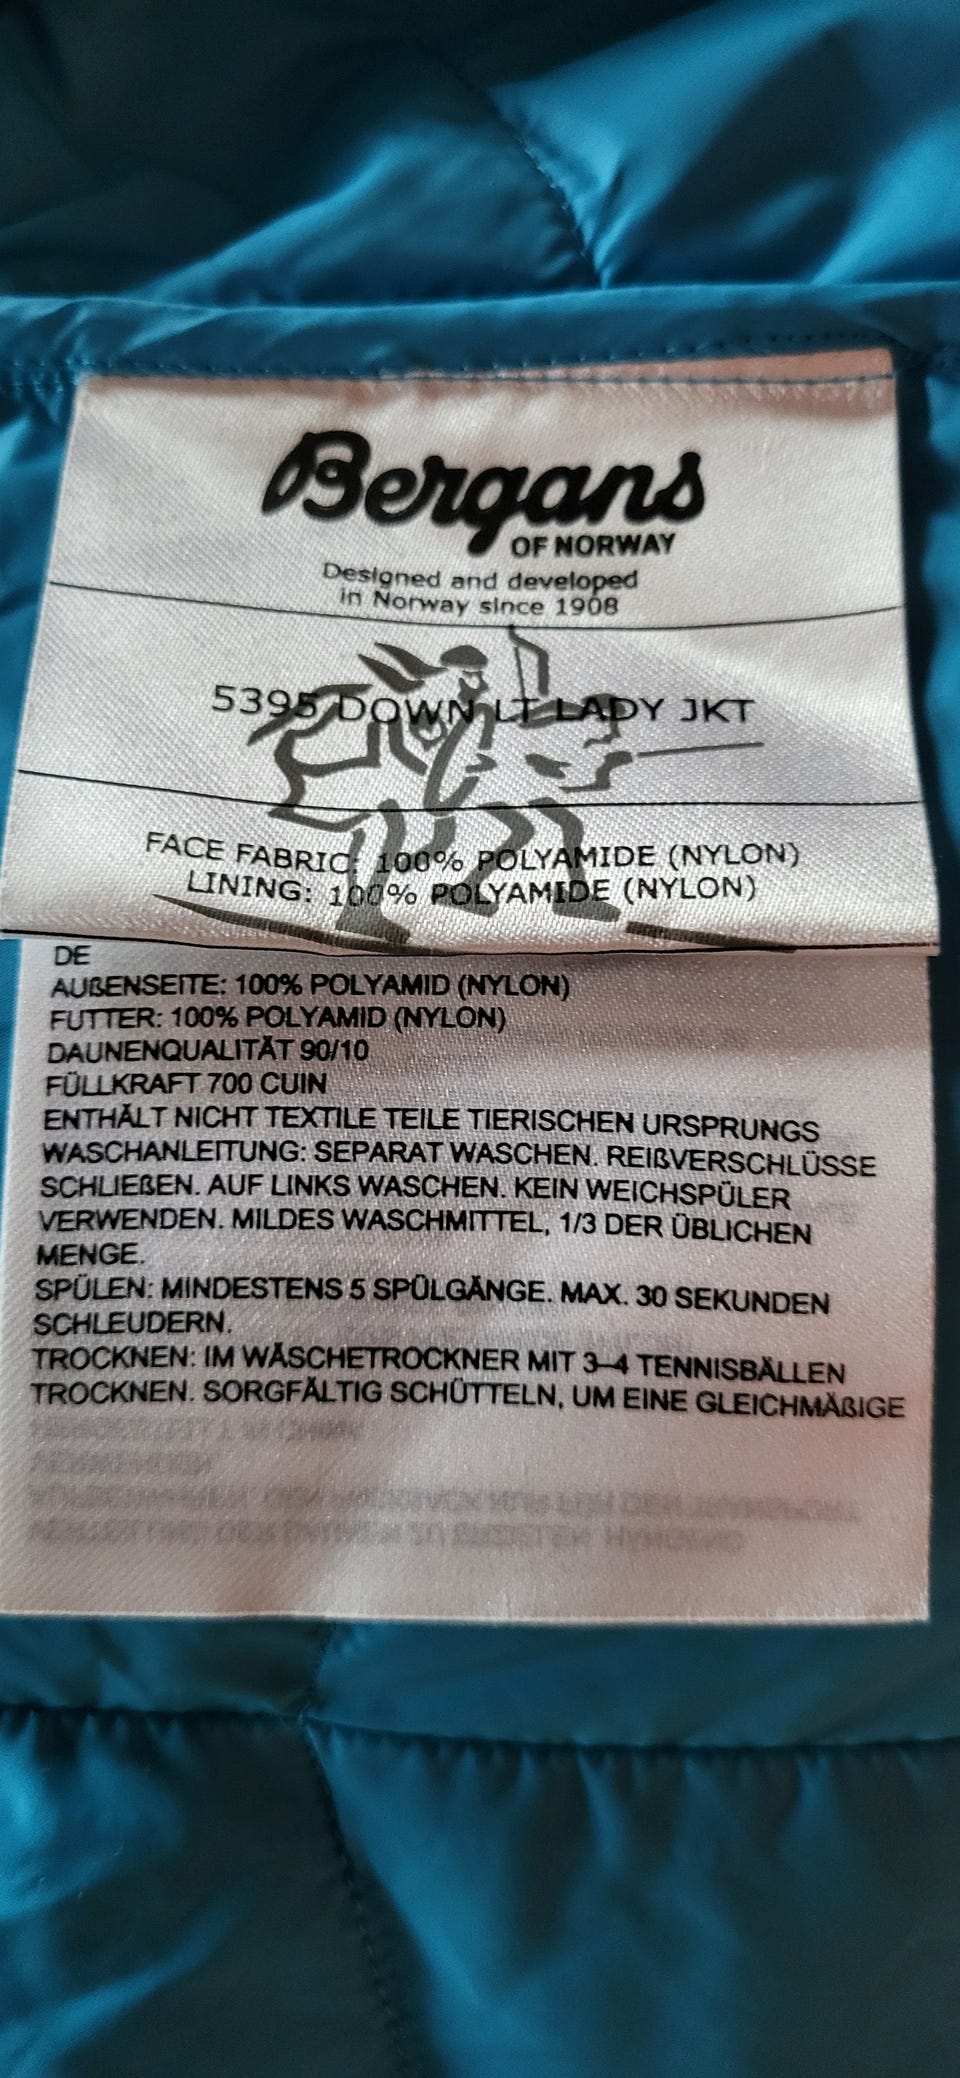 Bergans
OF NORWAY
Designed and developed
in Norway since 1908
5395 DOWN LT LADY JKT
FACE FABRIC: 100% POLYAMIDE (NYLON)
LINING: 100% POLYAMIDE (NYLON)
DE
AUßENSEITE: 100% POLYAMID (NYLON)
FUTTER: 100% POLYAMID (NYLON)
DAUNENQUALITÄT 90/10
FÜLLKRAFT 700 CUIN
ENTHÄLT NICHT TEXTILE TEILE TIERISCHEN URSPRUNGS
WASCHANLEITUNG: SEPARAT WASCHEN. REIßVERSCHLÜSSE
SCHLIEßEN. AUF LINKS WASCHEN. KEIN WEICHSPÜLER
VERWENDEN. MILDES WASCHMITTEL, 1/3 DER ÜBLICHEN
MENGE.
SPÜLEN: MINDESTENS 5 SPÜLGÄNGE. MAX. 30 SEKUNDEN
SCHLEUDERN.
TROCKNEN: IM WÄSCHETROCKNER MIT 3–4 TENNISBÄLLEN
TROCKNEN. SORGFÄLTIG SCHÜTTELN, UM EINE GLEICHMÄßIGE